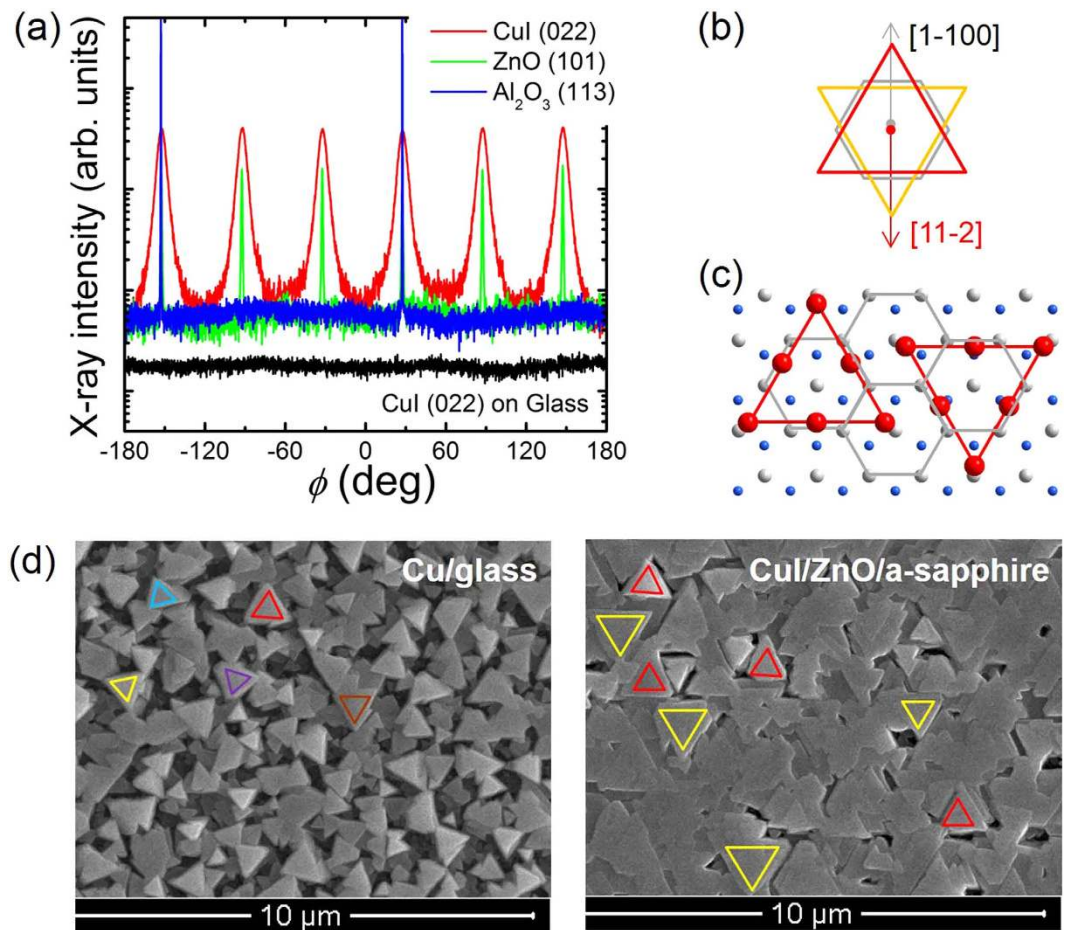 (a)
X-ray intensity (arb. units)
CuI (022)
ZnO (101)
Al₂O₃ (113)
CuI (022) on Glass
-180 -120 -60 0 60 120 180
ϕ (deg)
(b)
[1-100]
[11-2]
(c)
(d)
Cu/glass
10 µm
CuI/ZnO/a-sapphire
10 µm